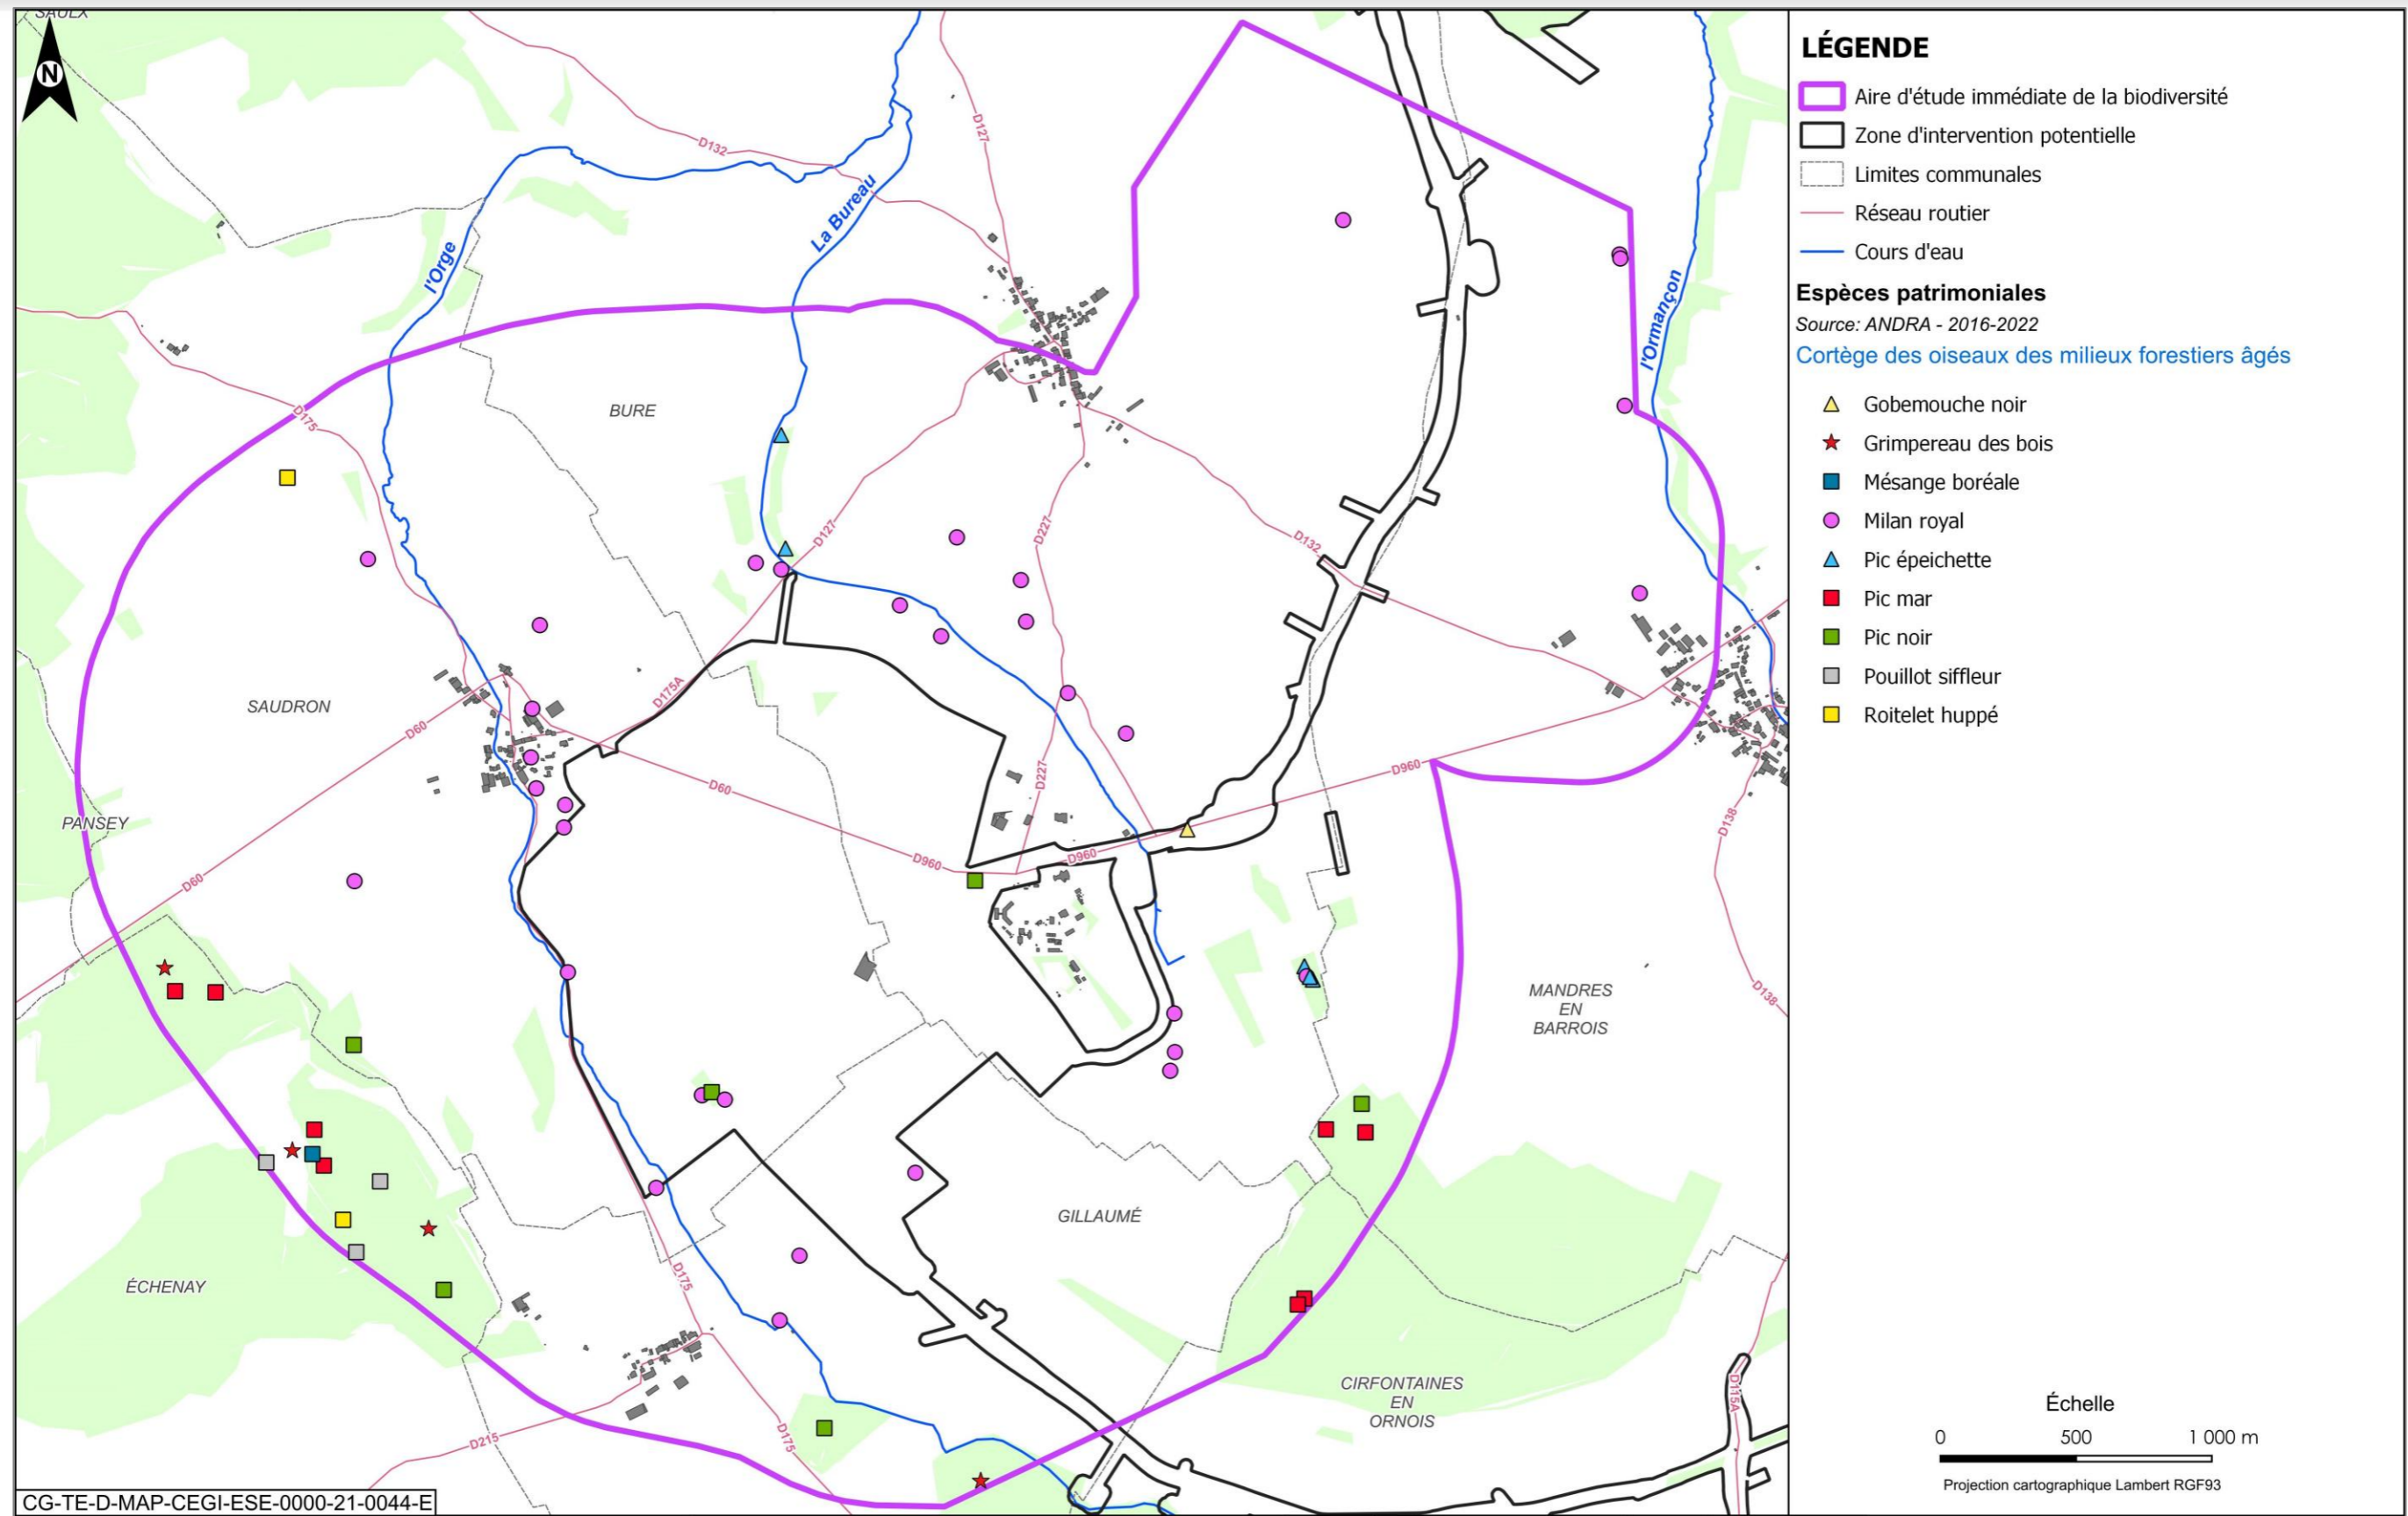 SAULX
N
D132
D127
La Bureau
l'Orge
l'Ormançon
D175
BURE
D127
D227
D132
SAUDRON
D175A
D60
D60
D227
D960
PANSEY
D138
D60
D960
D960
MANDRES
EN
BARROIS
D138
GILLAUMÉ
ÉCHENAY
D175
CIRFONTAINES
EN
ORNOIS
D115A
D215
D175
CG-TE-D-MAP-CEGI-ESE-0000-21-0044-E
LÉGENDE
Aire d'étude immédiate de la biodiversité
Zone d'intervention potentielle
Limites communales
Réseau routier
Cours d'eau
Espèces patrimoniales
Source: ANDRA - 2016-2022
Cortège des oiseaux des milieux forestiers âgés
Gobemouche noir
Grimpereau des bois
Mésange boréale
Milan royal
Pic épeichette
Pic mar
Pic noir
Pouillot siffleur
Roitelet huppé
Échelle
0 500 1 000 m
Projection cartographique Lambert RGF93